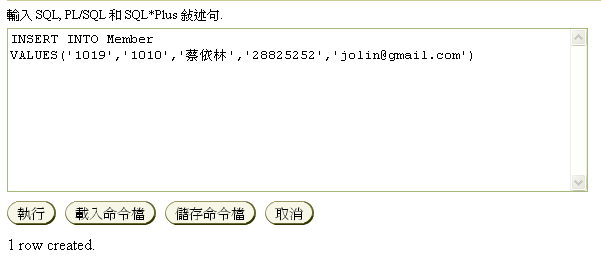 輸入 SQL, PL/SQL 和 SQL*Plus 敍述句.
INSERT INTO Member
VALUES('1019','1010','蔡依林','28825252','jolin@gmail.com')
執行 載入命令檔 儲存命令檔 取消
1 row created.